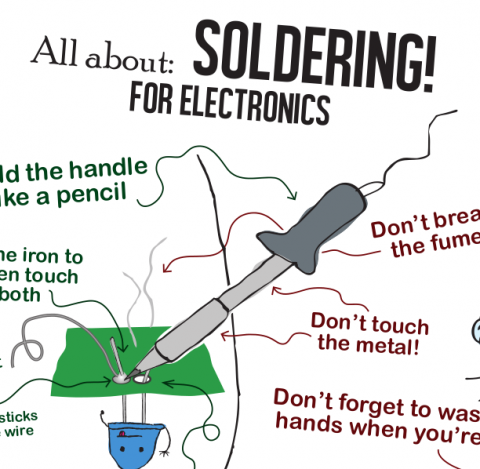 All about: SOLDERING!
FOR ELECTRONICS
ld the handle
ke a pencil
Don't brea
the fume
ne iron to
en touch
both
Don't touch
the metal!
t
sticks
wire
Don't forget to was
hands when you're